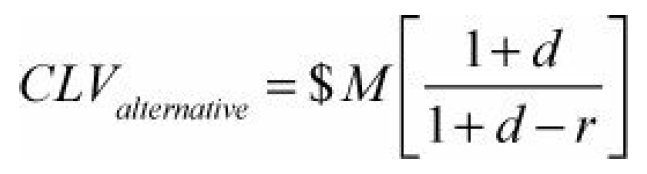 CLV_alternative = $M[(1+d)/(1+d−r)]